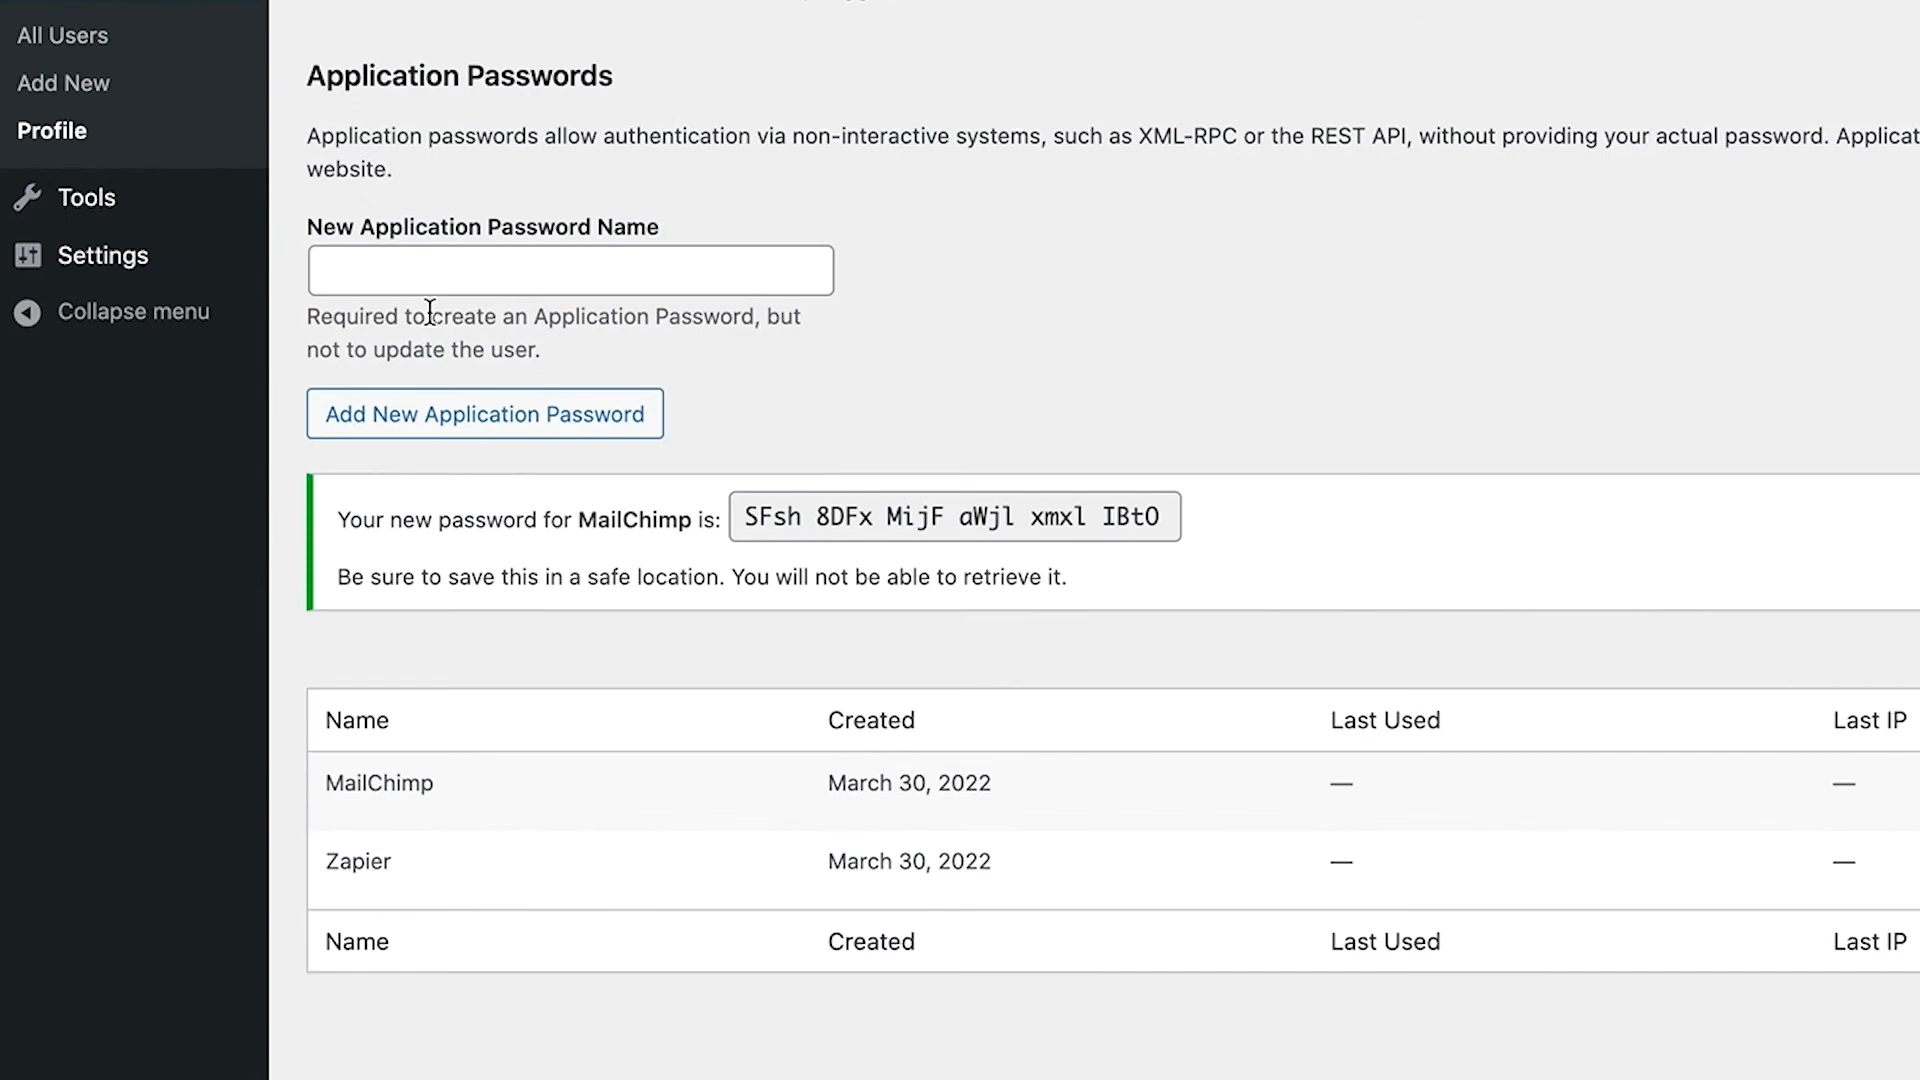 All Users
Add New
Profile
Tools
Settings
Collapse menu
Application Passwords
Application passwords allow authentication via non-interactive systems, such as XML-RPC or the REST API, without providing your actual password. Applicat
website.
New Application Password Name
Required to create an Application Password, but
not to update the user.
Add New Application Password
Your new password for MailChimp is: SFsh 8DFx MijF aWjl xmxl IBtO
Be sure to save this in a safe location. You will not be able to retrieve it.
Name Created Last Used Last IP
MailChimp March 30, 2022 — —
Zapier March 30, 2022 — —
Name Created Last Used Last IP